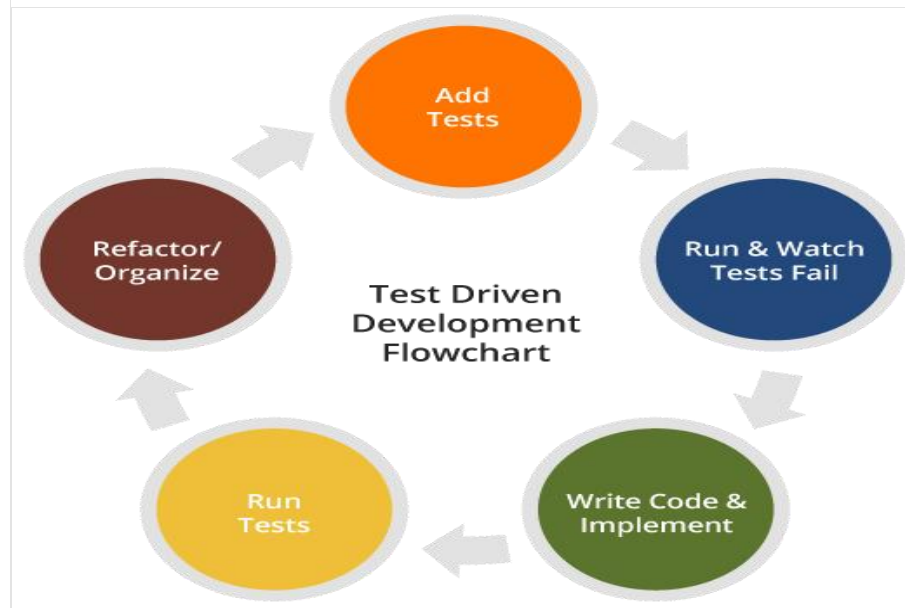 Add
Tests
Run & Watch
Tests Fail
Write Code &
Implement
Run
Tests
Refactor/
Organize
Test Driven
Development
Flowchart